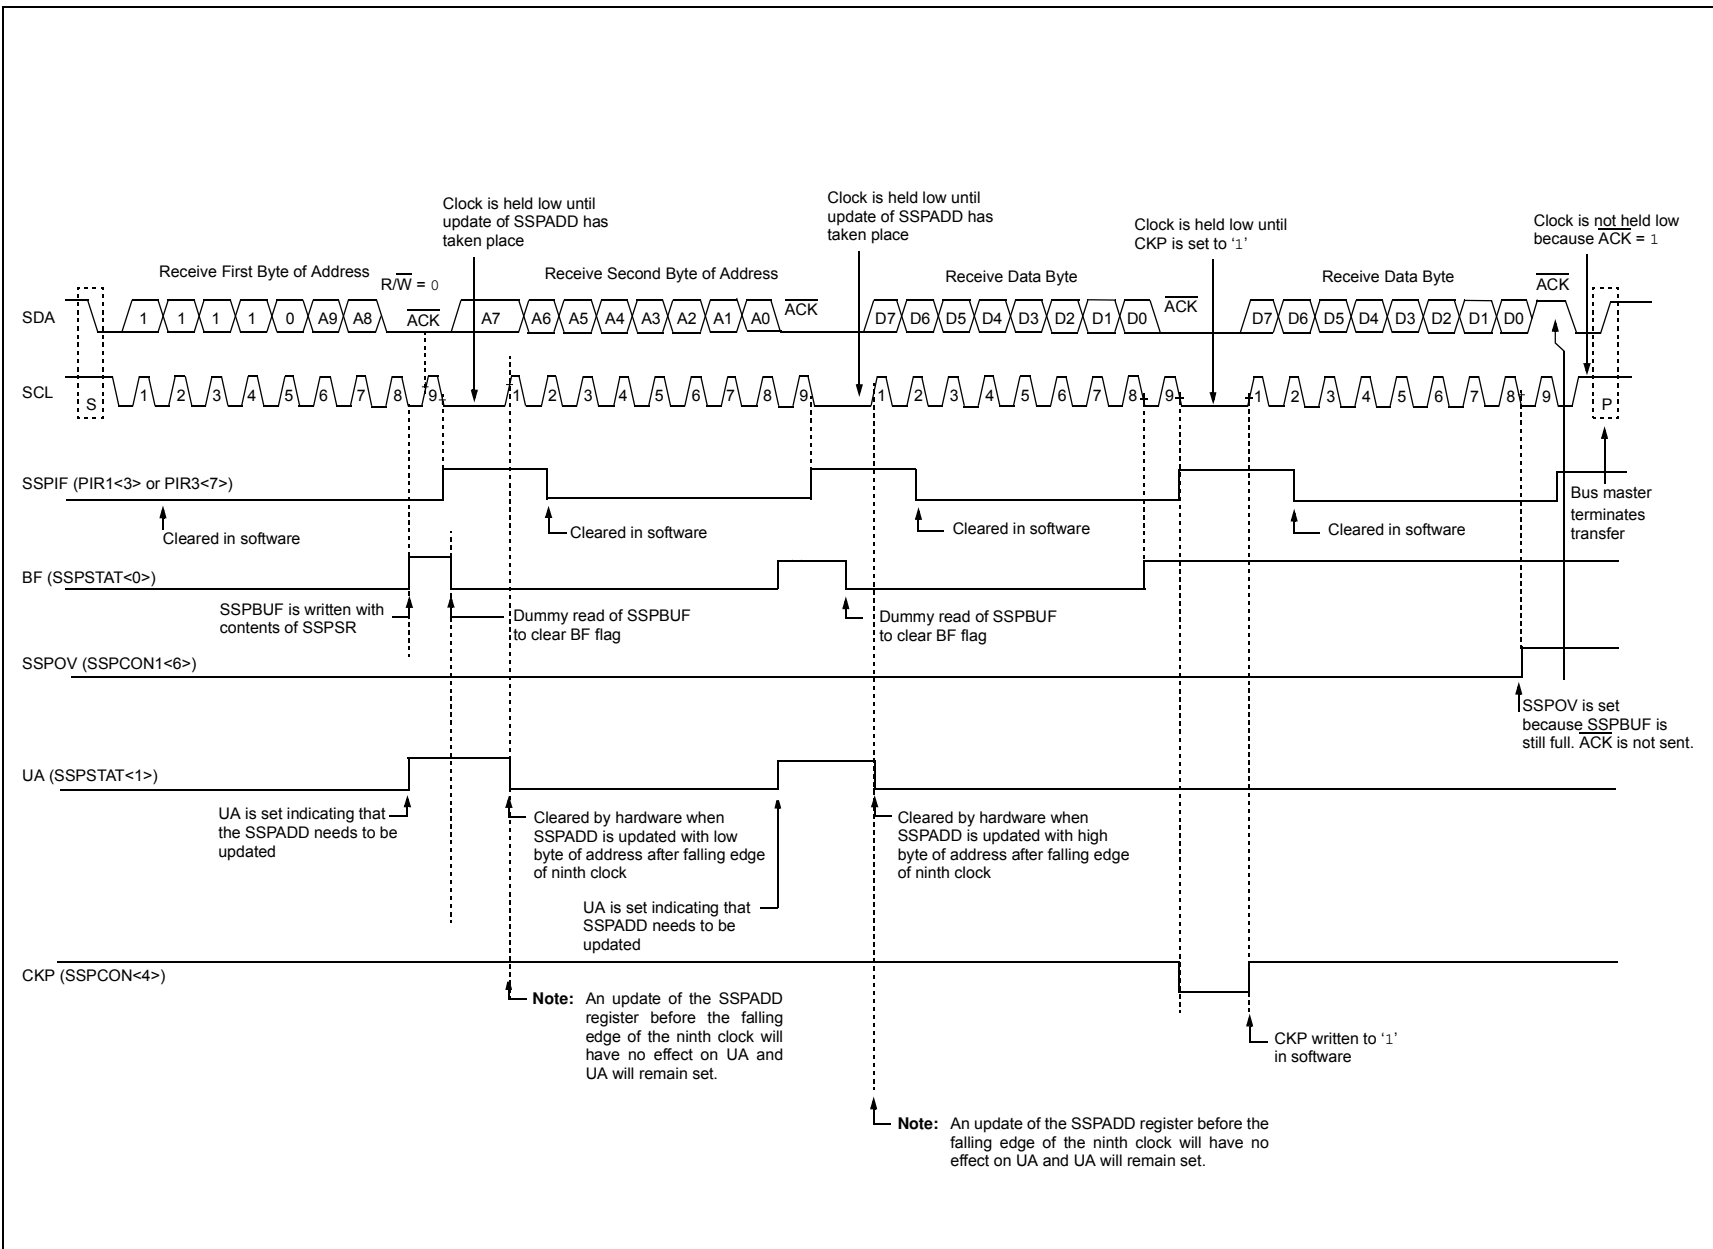 Clock is held low until
update of SSPADD has
taken place
Clock is held low until
update of SSPADD has
taken place
Clock is held low until
CKP is set to ‘1’
Clock is not held low
because ACK = 1
Receive First Byte of Address
R/W = 0
Receive Second Byte of Address
Receive Data Byte
Receive Data Byte
SDA
1 1 1 1 0 A9 A8 ACK A7 A6 A5 A4 A3 A2 A1 A0 ACK D7 D6 D5 D4 D3 D2 D1 D0 ACK D7 D6 D5 D4 D3 D2 D1 D0 ACK
SCL
S 1 2 3 4 5 6 7 8 9 1 2 3 4 5 6 7 8 9 1 2 3 4 5 6 7 8 9 1 2 3 4 5 6 7 8 9 P
SSPIF (PIR1<3> or PIR3<7>)
Cleared in software
Cleared in software
Cleared in software
Cleared in software
Bus master
terminates
transfer
BF (SSPSTAT<0>)
SSPBUF is written with
contents of SSPSR
Dummy read of SSPBUF
to clear BF flag
Dummy read of SSPBUF
to clear BF flag
SSPOV (SSPCON1<6>)
SSPOV is set
because SSPBUF is
still full. ACK is not sent.
UA (SSPSTAT<1>)
UA is set indicating that
the SSPADD needs to be
updated
Cleared by hardware when
SSPADD is updated with low
byte of address after falling edge
of ninth clock
UA is set indicating that
SSPADD needs to be
updated
Cleared by hardware when
SSPADD is updated with high
byte of address after falling edge
of ninth clock
CKP (SSPCON<4>)
Note: An update of the SSPADD
register before the falling
edge of the ninth clock will
have no effect on UA and
UA will remain set.
CKP written to ‘1’
in software
Note: An update of the SSPADD register before the
falling edge of the ninth clock will have no
effect on UA and UA will remain set.